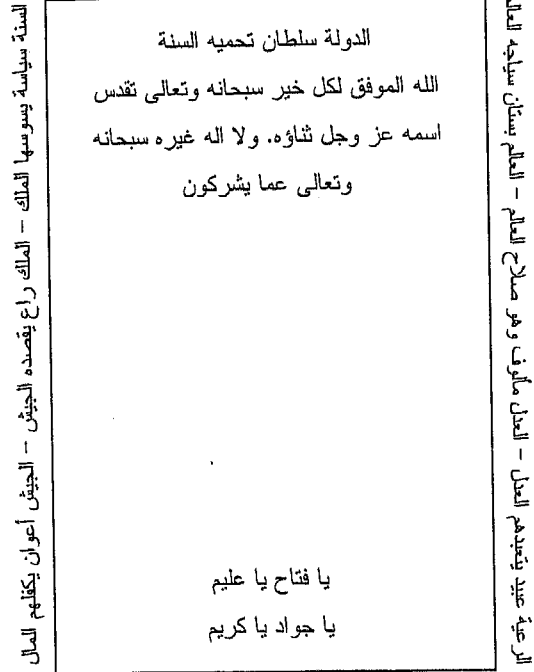 الدولة سلطان تحميه السنة
الله الموفق لكل خير سبحانه وتعالى تقدس
اسمه عز وجل ثناؤه. ولا اله غيره سبحانه
وتعالى عما يشركون
يا فتاح يا عليم
يا جواد يا كريم
الرعية عبيد يتعبدهم العدل – العدل مألوف وهو صلاح العالم – العالم بستان سياجه
السنة سياسة يسوسها الملك – الملك راع يقصده الجيش – الجيش أعوان يكفلهم المال